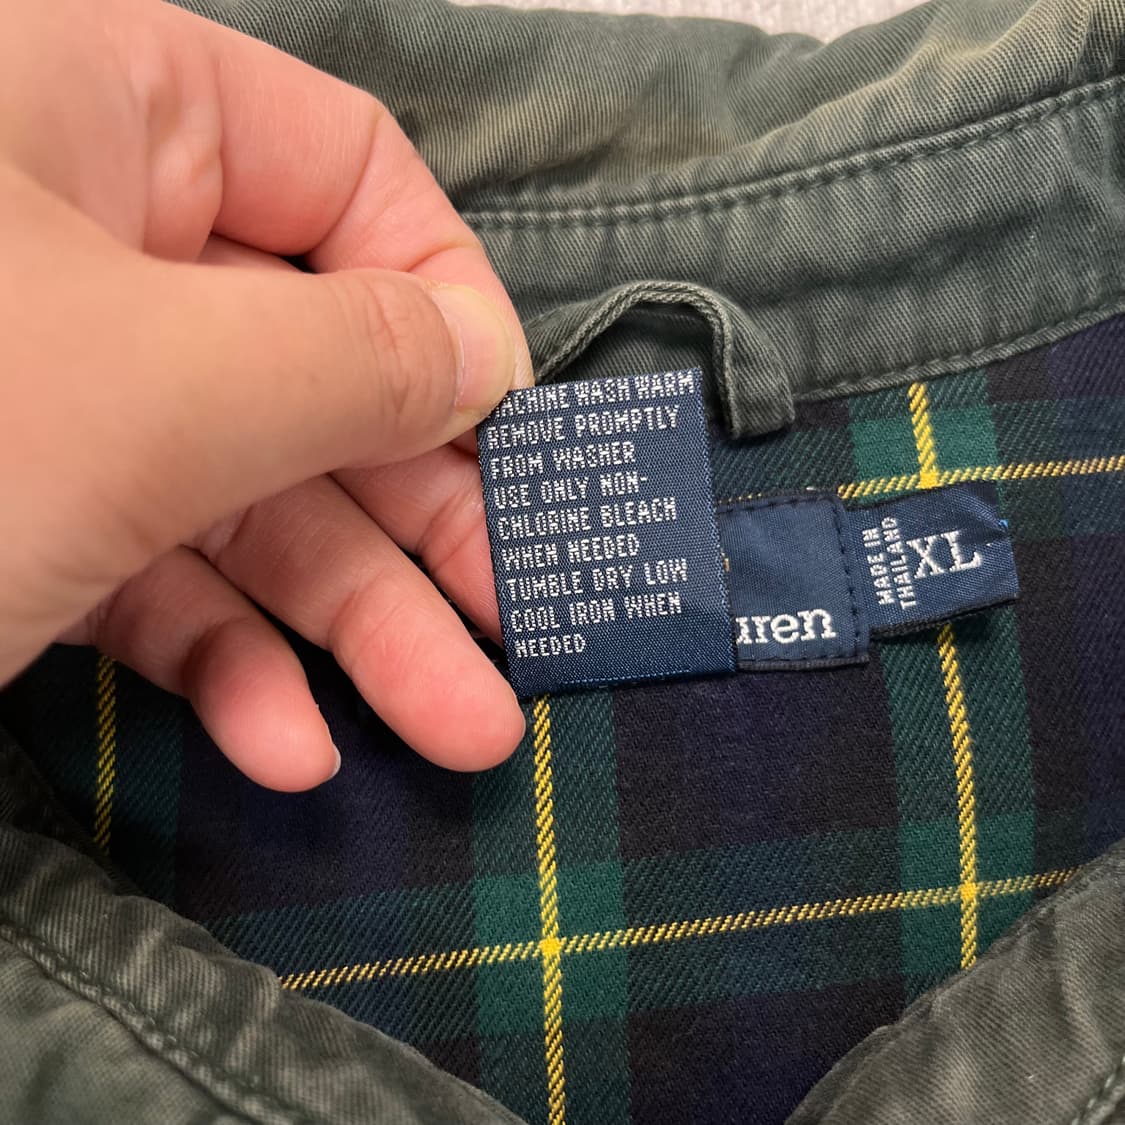 MACHINE WASH WARM
REMOVE PROMPTLY
FROM WASHER
USE ONLY NON-
CHLORINE BLEACH
WHEN NEEDED
TUMBLE DRY LOW
COOL IRON WHEN
NEEDED
uren
MADE IN
THAILAND
XL